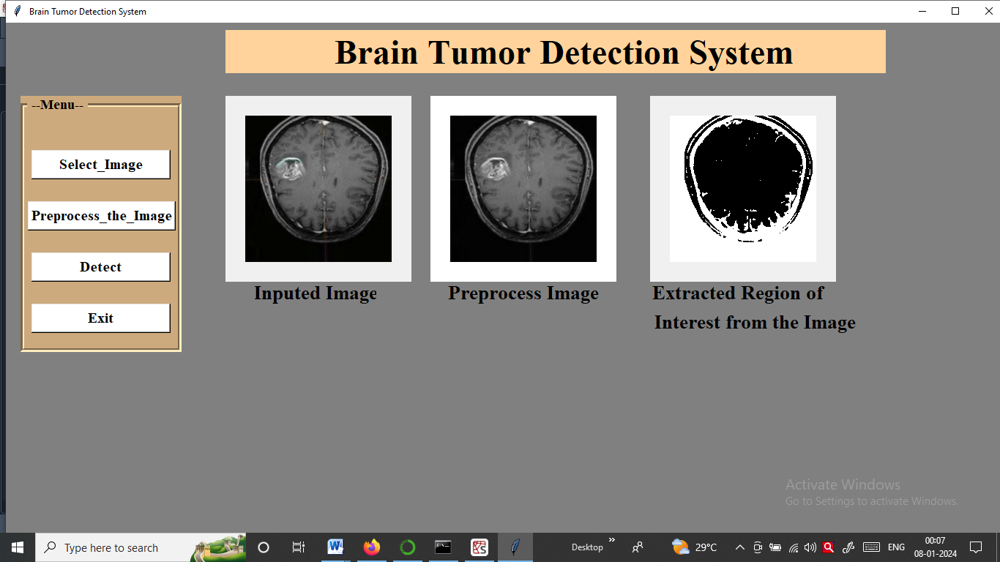 Brain Tumor Detection System
Brain Tumor Detection System
--Menu--
Select_Image
Preprocess_the_Image
Detect
Exit
Inputed Image
Preprocess Image
Extracted Region of
Interest from the Image
Activate Windows
Go to Settings to activate Windows.
Type here to search
Desktop
29°C
ENG
00:07
08-01-2024